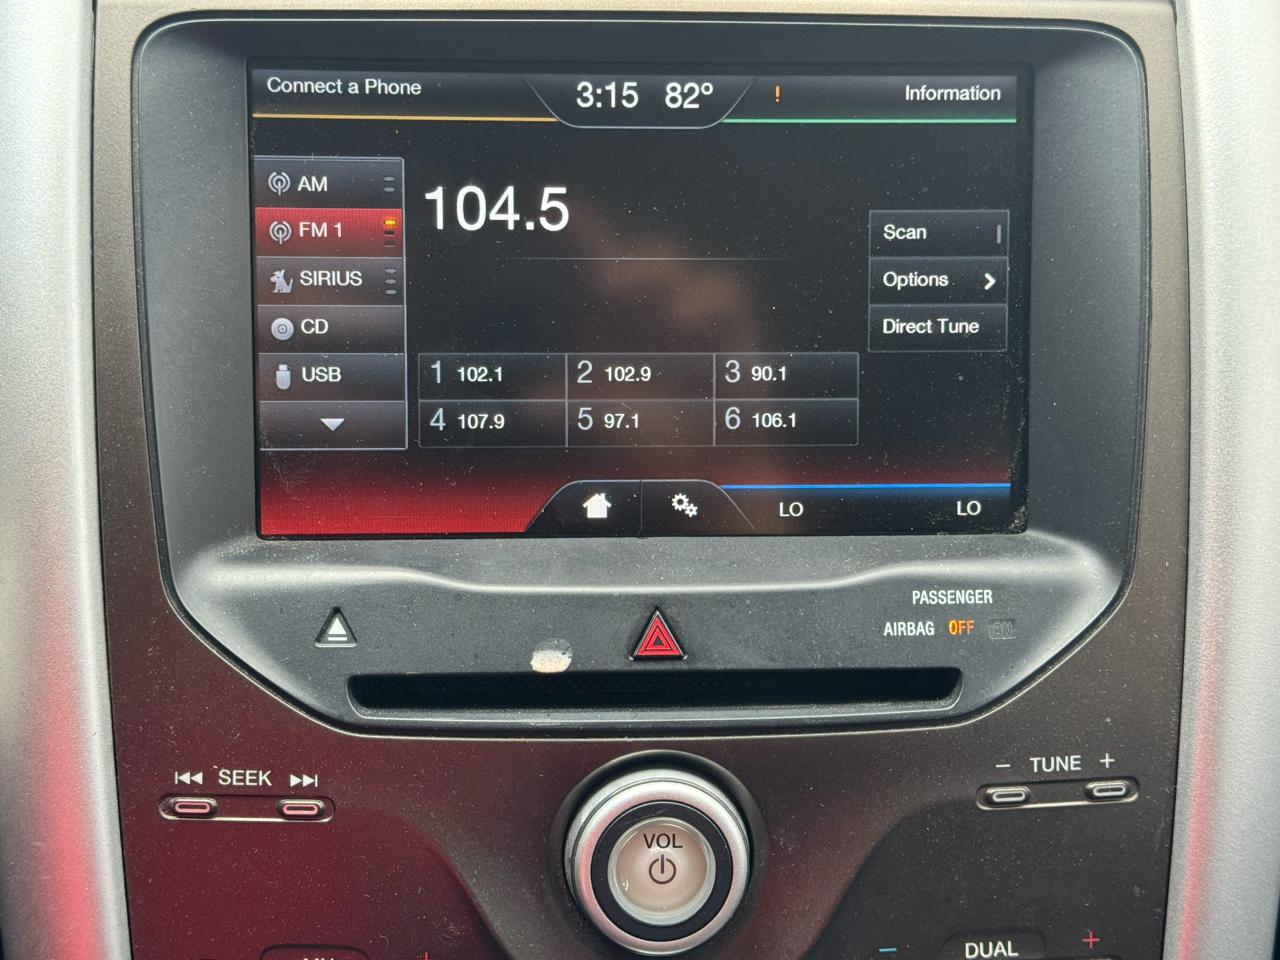 Connect a Phone
3:15 82°
!
Information
AM
FM 1
SIRIUS
CD
USB
104.5
Scan
Options
Direct Tune
1 102.1
2 102.9
3 90.1
4 107.9
5 97.1
6 106.1
LO
LO
PASSENGER
AIRBAG OFF ON
SEEK
− TUNE +
VOL
− DUAL +